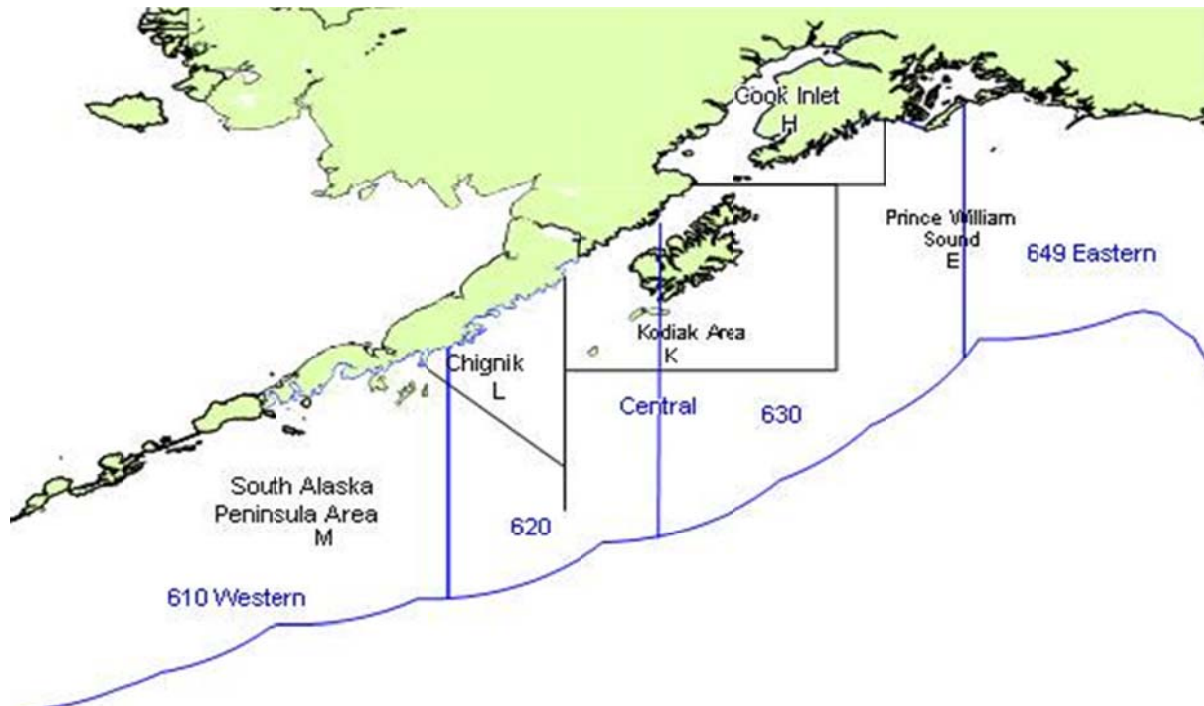 Cook Inlet
H
Prince William
Sound
E
649 Eastern
Kodiak Area
K
Chignik
L
Central
630
South Alaska
Peninsula Area
M
620
610 Western